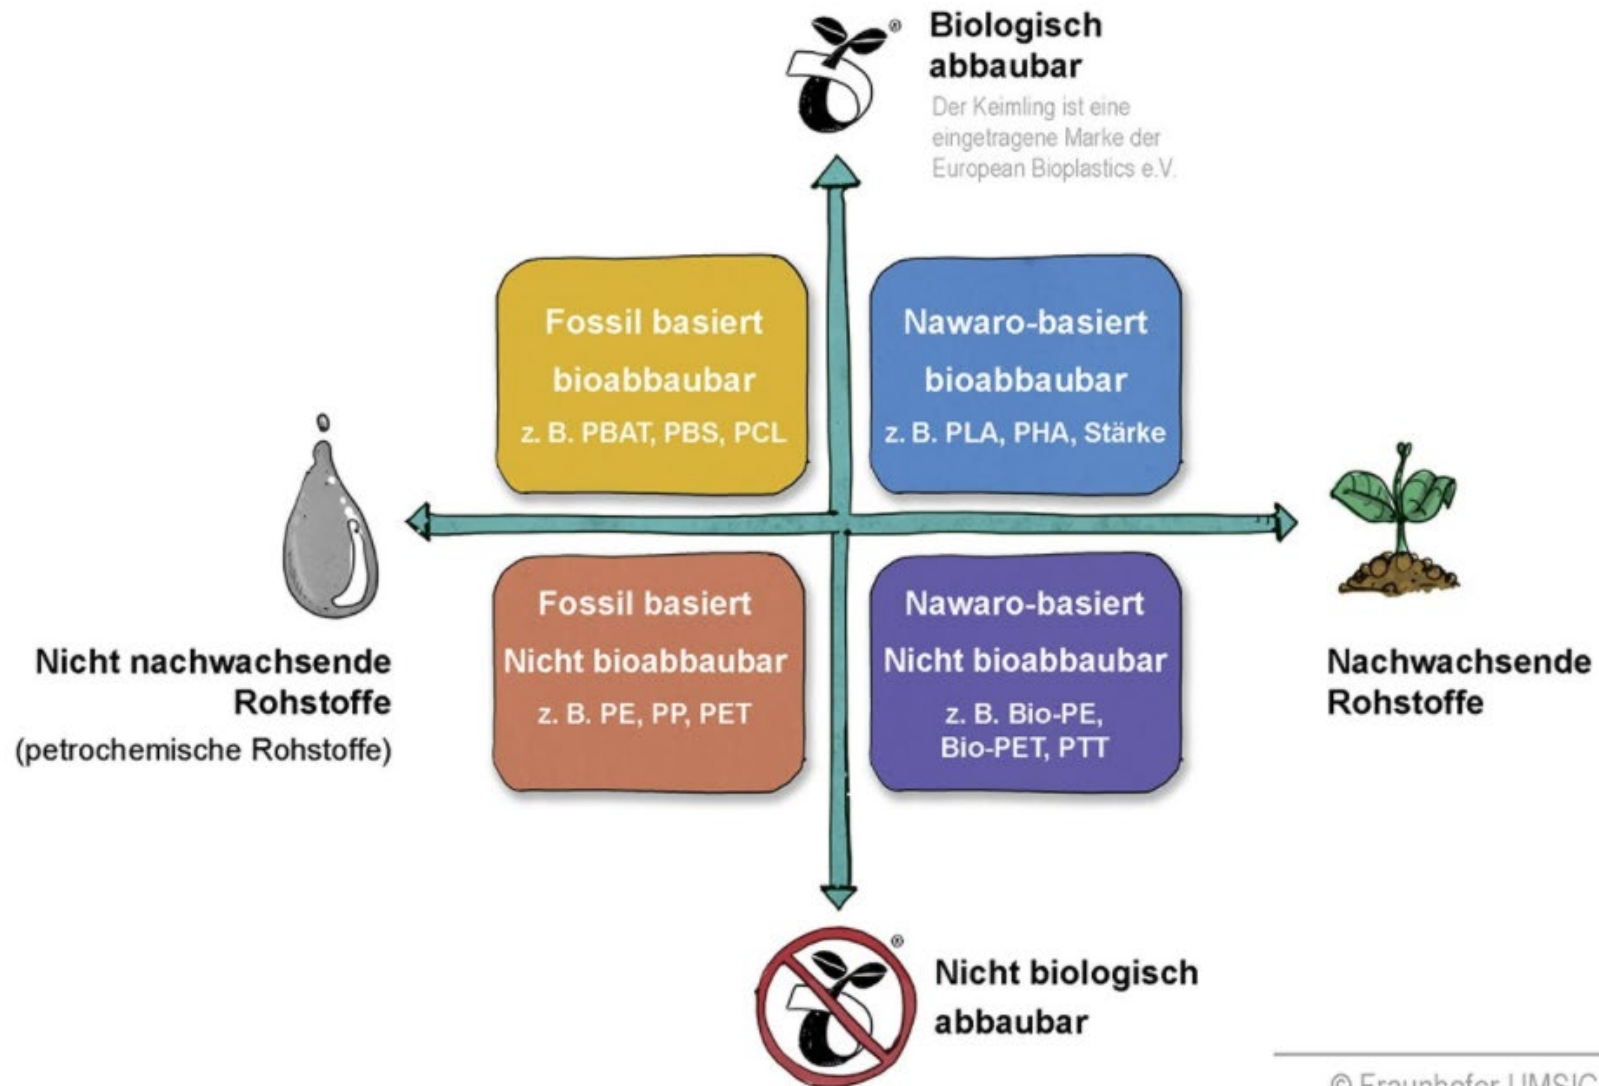 Biologisch
abbaubar
Der Keimling ist eine
eingetragene Marke der
European Bioplastics e.V.
®
Fossil basiert
bioabbaubar
z. B. PBAT, PBS, PCL
Nawaro-basiert
bioabbaubar
z. B. PLA, PHA, Stärke
Nicht nachwachsende
Rohstoffe
(petrochemische Rohstoffe)
Fossil basiert
Nicht bioabbaubar
z. B. PE, PP, PET
Nawaro-basiert
Nicht bioabbaubar
z. B. Bio-PE,
Bio-PET, PTT
Nachwachsende
Rohstoffe
®
Nicht biologisch
abbaubar
© Fraunhofer